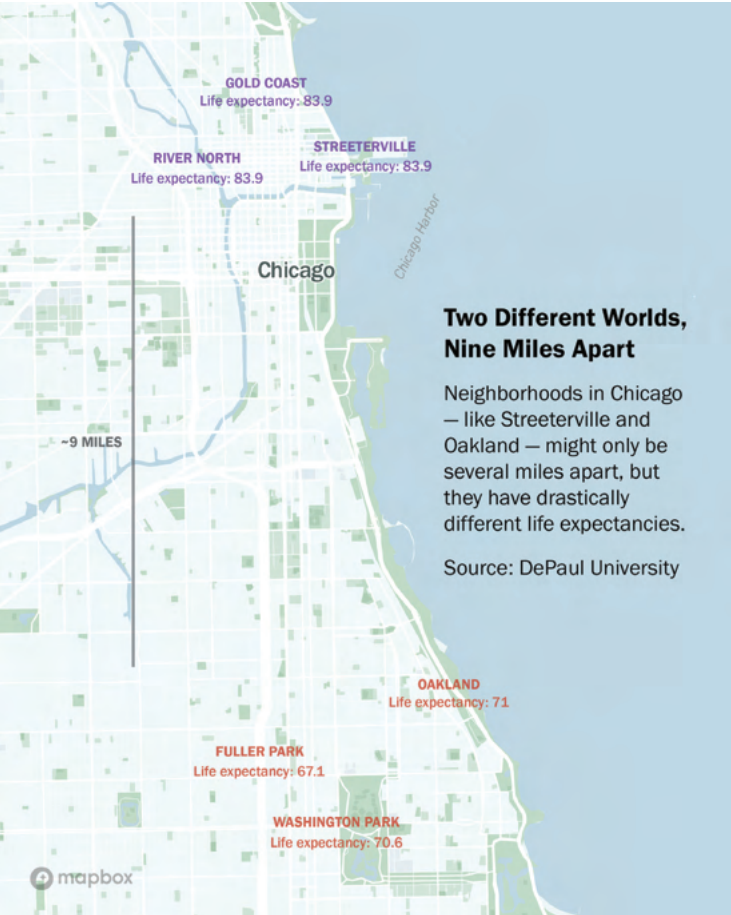 GOLD COAST
Life expectancy: 83.9
STREETERVILLE
Life expectancy: 83.9
RIVER NORTH
Life expectancy: 83.9
Chicago Harbor
Chicago
Two Different Worlds,
Nine Miles Apart
Neighborhoods in Chicago
— like Streeterville and
Oakland — might only be
several miles apart, but
they have drastically
different life expectancies.
Source: DePaul University
~9 MILES
OAKLAND
Life expectancy: 71
FULLER PARK
Life expectancy: 67.1
WASHINGTON PARK
Life expectancy: 70.6
mapbox